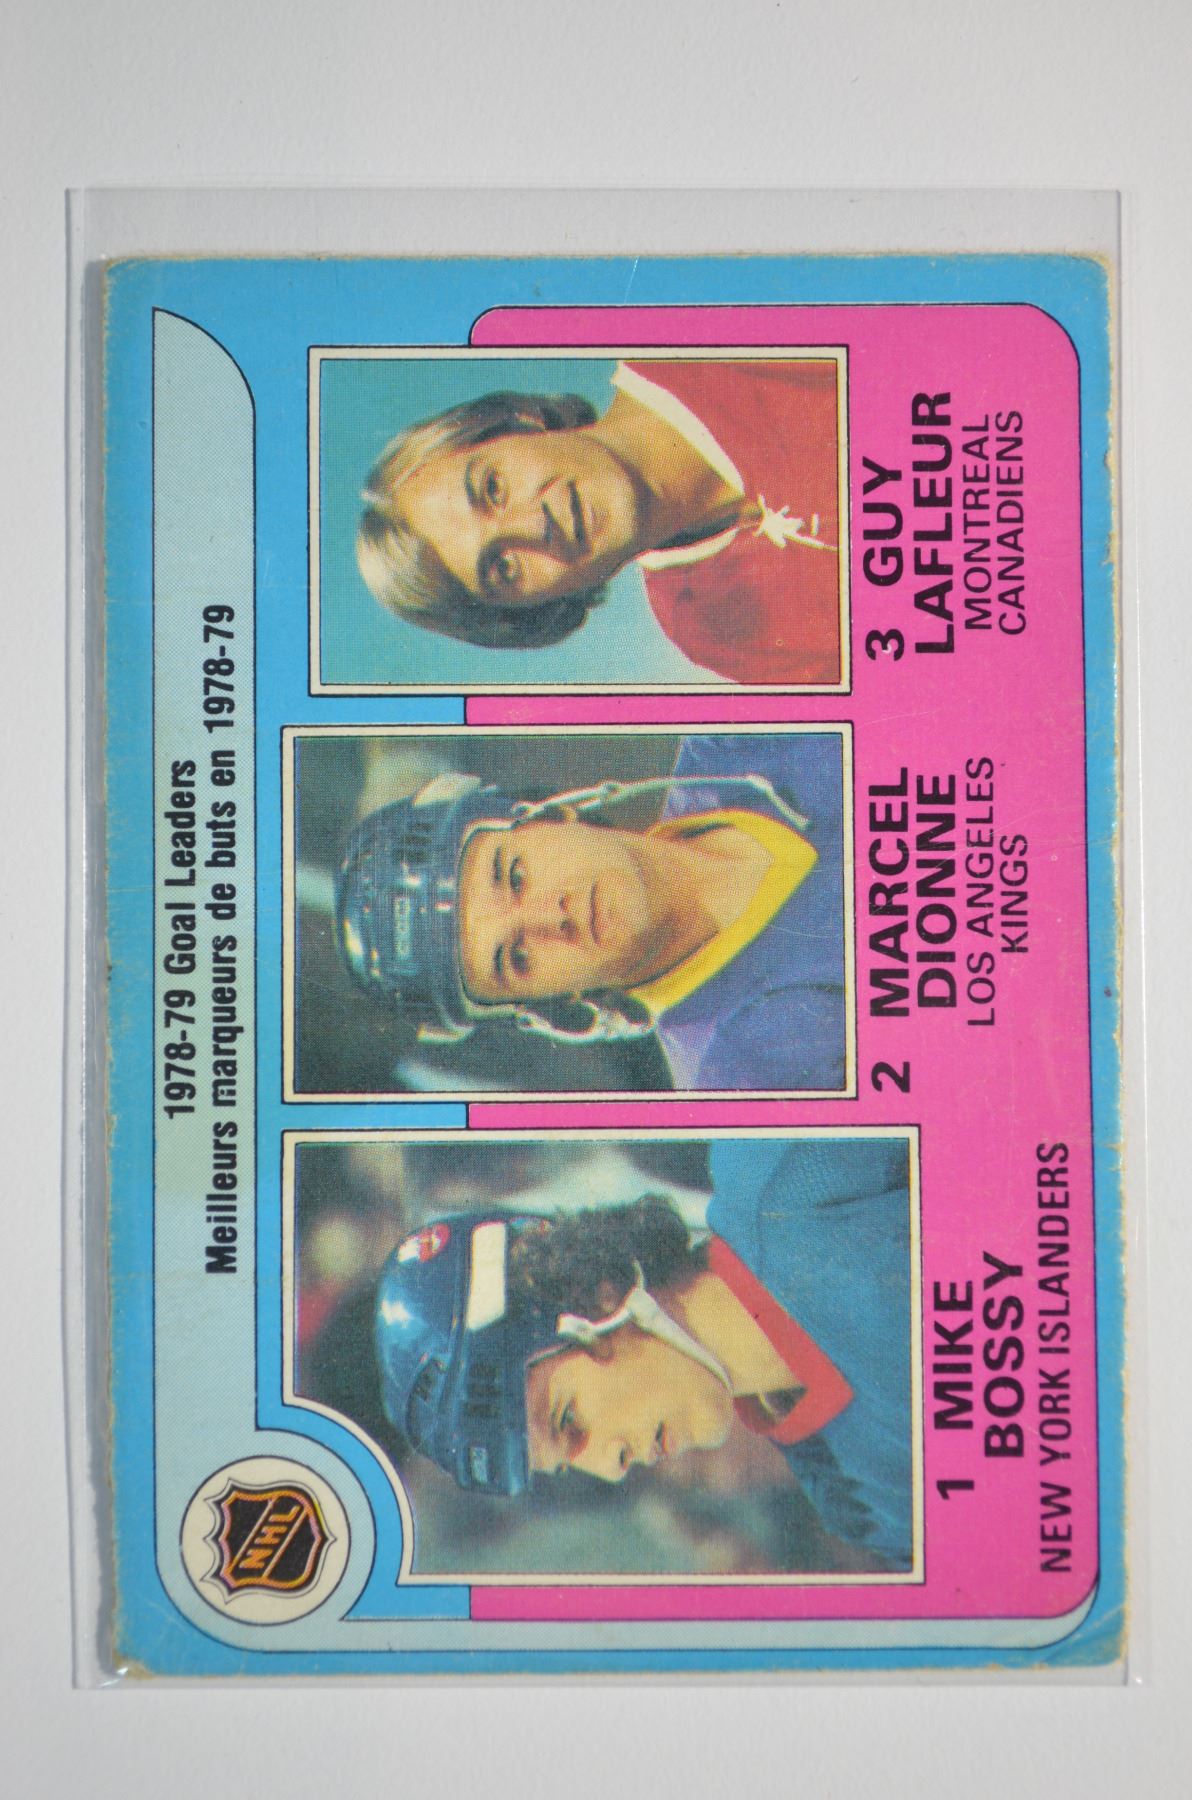 1978-79 Goal Leaders
Meilleurs marqueurs de buts en 1978-79
NHL
1 MIKE
BOSSY
NEW YORK ISLANDERS
2 MARCEL
DIONNE
LOS ANGELES
KINGS
3 GUY
LAFLEUR
MONTREAL
CANADIENS